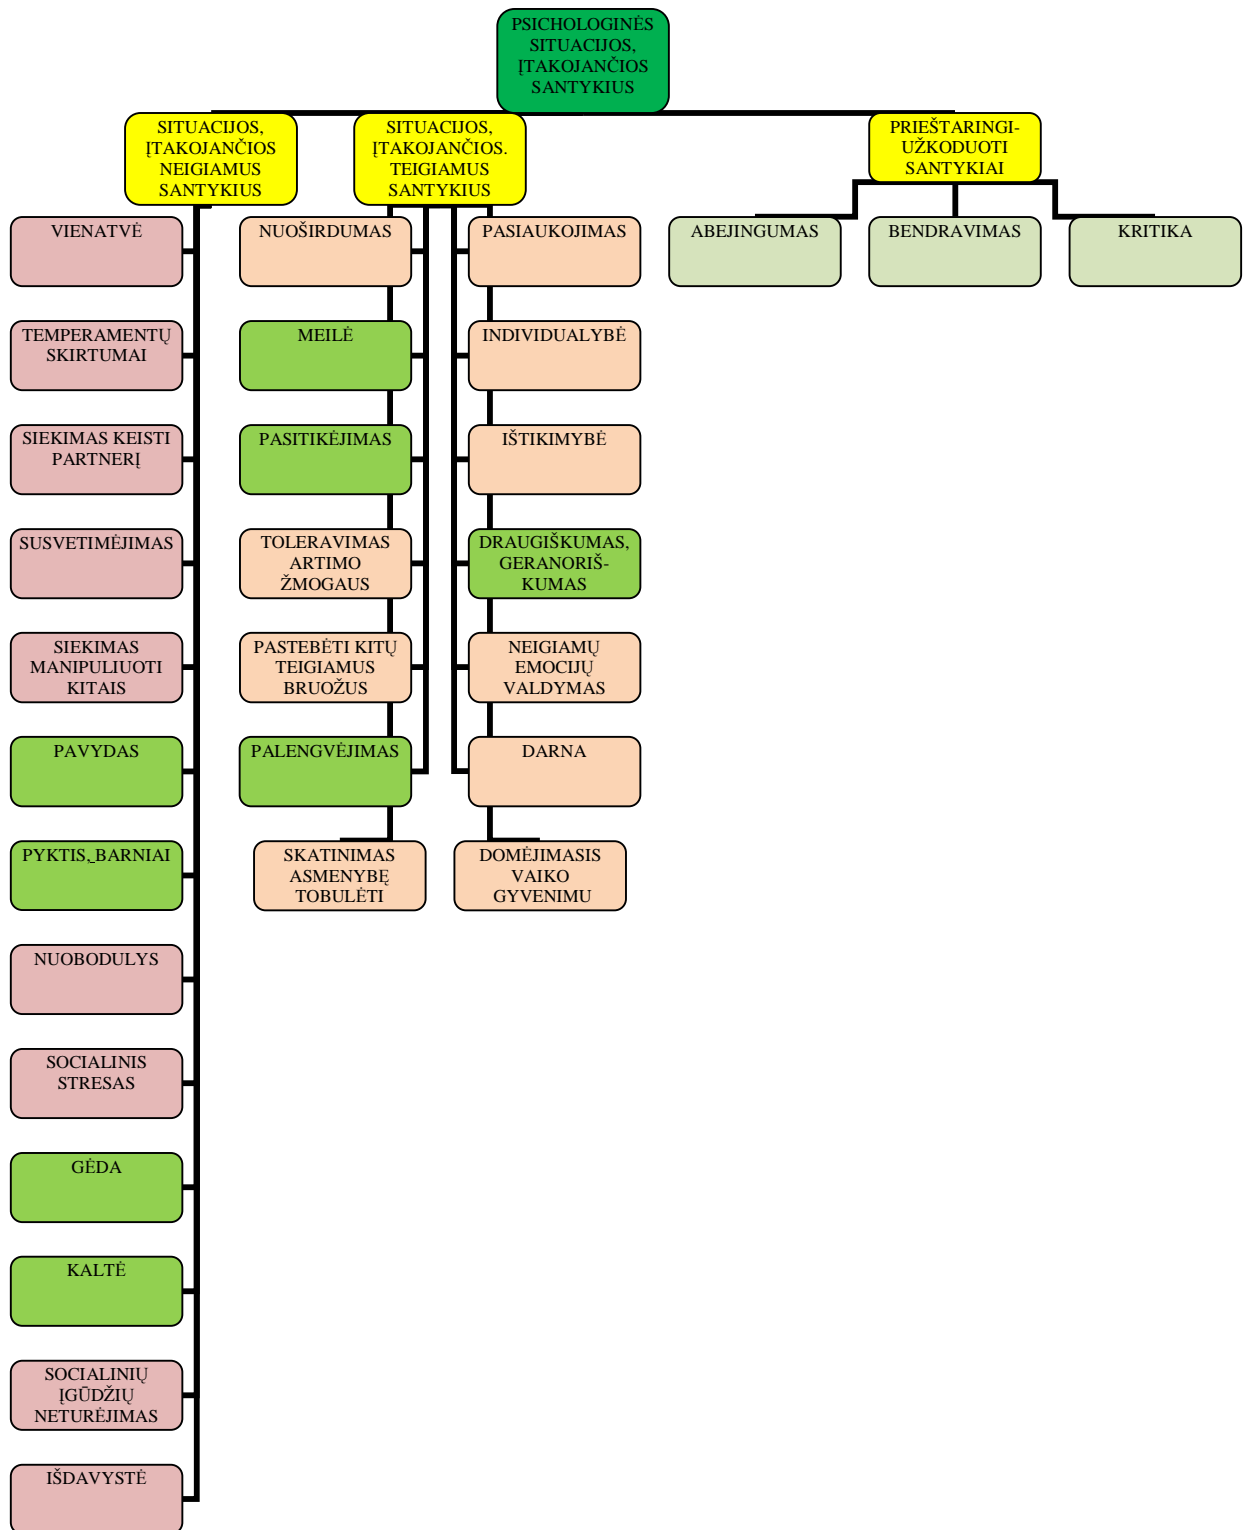 PSICHOLOGINĖS
SITUACIJOS,
ĮTAKOJANČIOS
SANTYKIUS
SITUACIJOS,
ĮTAKOJANČIOS
NEIGIAMUS
SANTYKIUS
SITUACIJOS,
ĮTAKOJANČIOS.
TEIGIAMUS
SANTYKIUS
PRIEŠTARINGI-
UŽKODUOTI
SANTYKIAI
VIENATVĖ
TEMPERAMENTŲ
SKIRTUMAI
SIEKIMAS KEISTI
PARTNERĮ
SUSVETIMĖJIMAS
SIEKIMAS
MANIPULIUOTI
KITAIS
PAVYDAS
PYKTIS, BARNIAI
NUOBODULYS
SOCIALINIS
STRESAS
GĖDA
KALTĖ
SOCIALINIŲ
ĮGŪDŽIŲ
NETURĖJIMAS
IŠDAVYSTĖ
NUOŠIRDUMAS
MEILĖ
PASITIKĖJIMAS
TOLERAVIMAS
ARTIMO
ŽMOGAUS
PASTEBĖTI KITŲ
TEIGIAMUS
BRUOŽUS
PALENGVĖJIMAS
SKATINIMAS
ASMENYBĘ
TOBULĖTI
PASIAUKOJIMAS
INDIVIDUALYBĖ
IŠTIKIMYBĖ
DRAUGIŠKUMAS,
GERANORIŠ-
KUMAS
NEIGIAMŲ
EMOCIJŲ
VALDYMAS
DARNA
DOMĖJIMASIS
VAIKO
GYVENIMU
ABEJINGUMAS
BENDRAVIMAS
KRITIKA